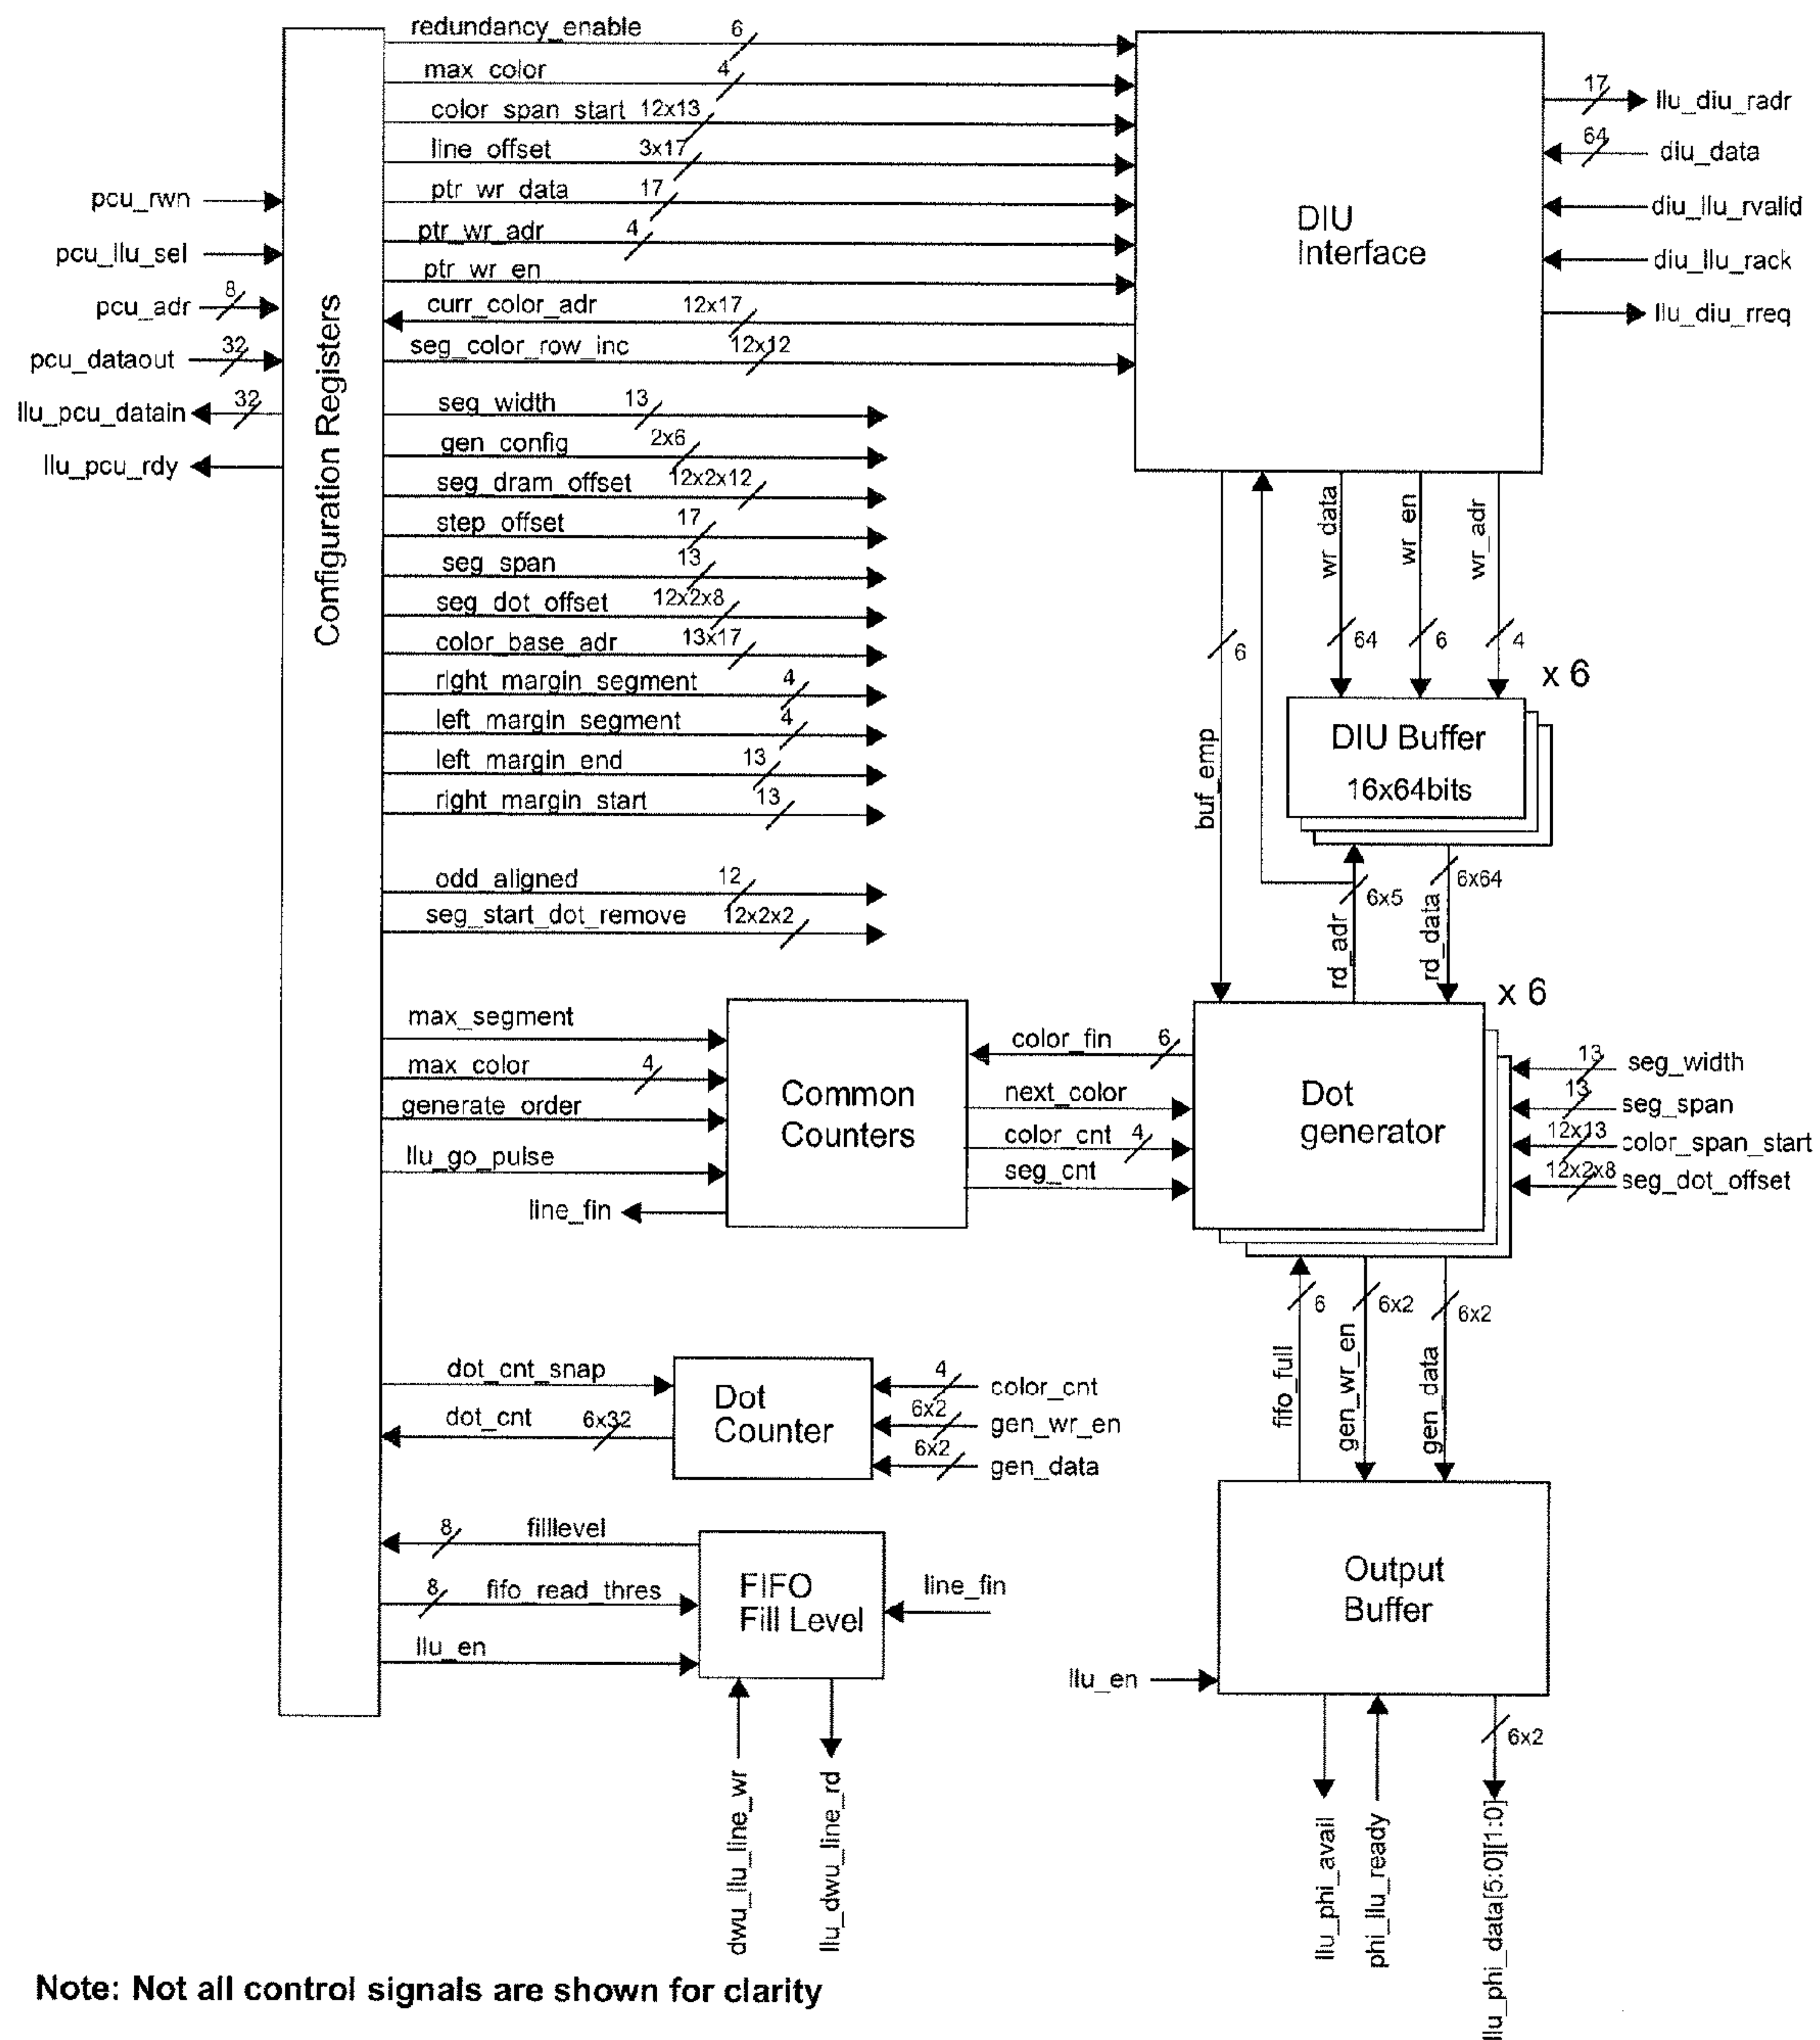 redundancy_enable 6
max_color 4
color_span_start 12x13
line_offset 3x17
ptr_wr_data 17
ptr_wr_adr 4
ptr_wr_en
curr_color_adr 12x17
seg_color_row_inc 12x12
seg_width 13
gen_config 2x6
seg_dram_offset 12x2x12
step_offset 17
seg_span 13
seg_dot_offset 12x2x8
color_base_adr 13x17
right_margin_segment 4
left_margin_segment 4
left_margin_end 13
right_margin_start 13
odd_aligned 12
seg_start_dot_remove 12x2x2
pcu_rwn
pcu_llu_sel
pcu_adr 8
pcu_dataout 32
llu_pcu_datain 32
llu_pcu_rdy
Configuration Registers
DIU
Interface
17 llu_diu_radr
64 diu_data
diu_llu_rvalid
diu_llu_rack
llu_diu_rreq
buf_emp 6
wr_data 64
wr_en 6
wr_adr 4
x 6
DIU Buffer
16x64bits
rd_adr 6x5
rd_data 6x64
x 6
max_segment
max_color 4
generate_order
llu_go_pulse
line_fin
Common
Counters
color_fin 6
next_color
color_cnt 4
seg_cnt
Dot
generator
13 seg_width
13 seg_span
12x13 color_span_start
12x2x8 seg_dot_offset
fifo_full 6
gen_wr_en 6x2
gen_data 6x2
dot_cnt_snap
dot_cnt 6x32
Dot
Counter
4 color_cnt
6x2 gen_wr_en
6x2 gen_data
8 filllevel
8 fifo_read_thres
llu_en
FIFO
Fill Level
line_fin
dwu_llu_line_wr
llu_dwu_line_rd
Output
Buffer
llu_en
llu_phi_avail
phi_llu_ready
6x2
llu_phi_data[5:0][1:0]
Note: Not all control signals are shown for clarity